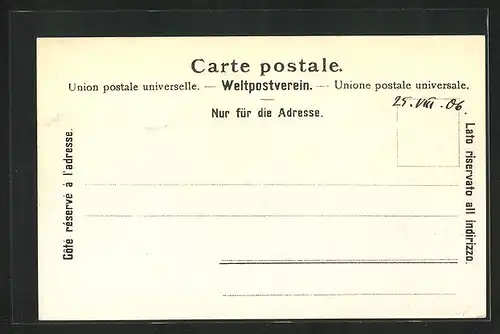 Carte postale.
Union postale universelle. — Weltpostverein. — Unione postale universale.
Nur für die Adresse.
25. VIII. 06.
Côté réservé à l'adresse.
Lato riservato all indirizzo.